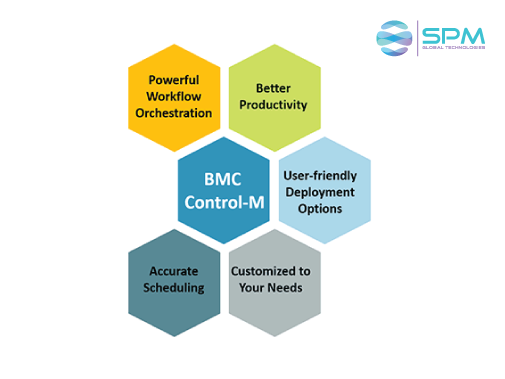 SPM
GLOBAL TECHNOLOGIES
Powerful
Workflow
Orchestration
Better
Productivity
BMC
Control-M
User-friendly
Deployment
Options
Accurate
Scheduling
Customized to
Your Needs